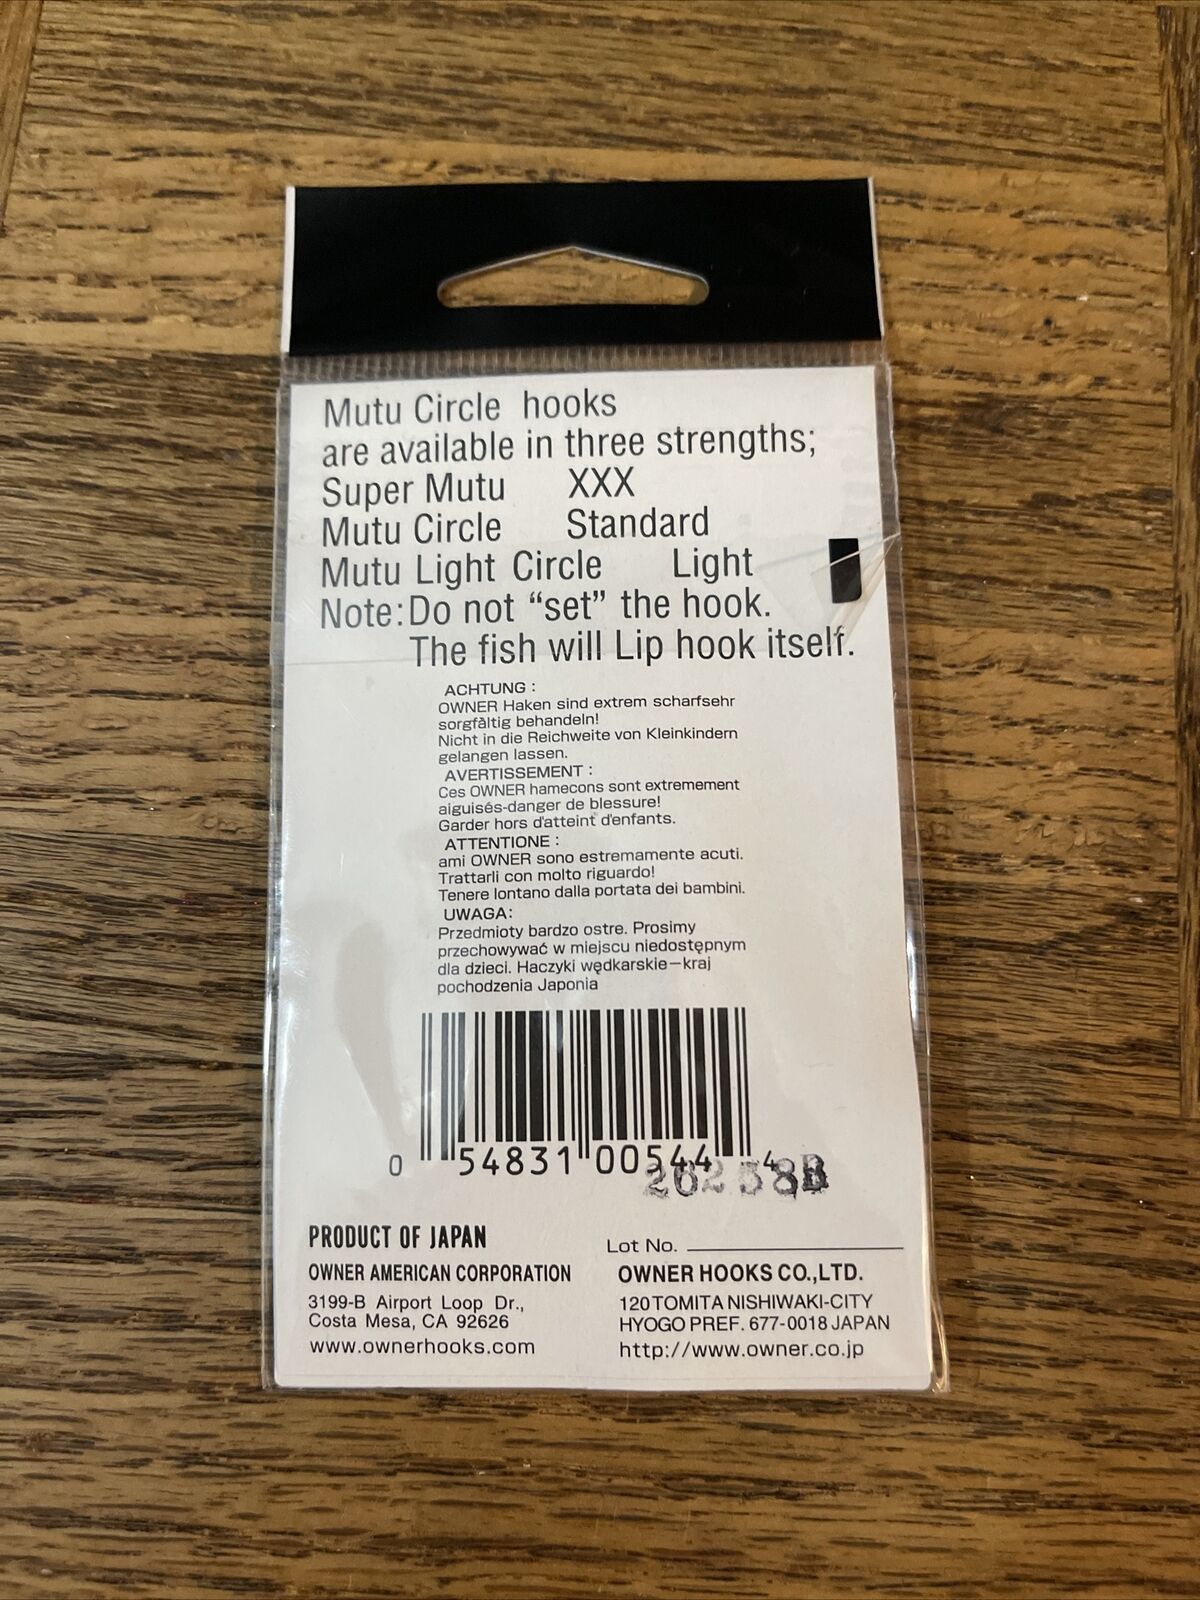 Mutu Circle hooks
are available in three strengths;
Super Mutu XXX
Mutu Circle Standard
Mutu Light Circle Light
Note: Do not “set” the hook.
The fish will Lip hook itself.
ACHTUNG :
OWNER Haken sind extrem scharfsehr
sorgfàltig behandeln!
Nicht in die Reichweite von Kleinkindern
gelangen lassen.
AVERTISSEMENT :
Ces OWNER hamecons sont extremement
aiguisés-danger de blessure!
Garder hors d'atteint d'enfants.
ATTENTIONE :
ami OWNER sono estremamente acuti.
Trattarli con molto riguardo!
Tenere lontano dalla portata dei bambini.
UWAGA:
Przedmioty bardzo ostre. Prosimy
przechowywać w miejscu niedostępnym
dla dzieci. Haczyki wędkarskie—kraj
pochodzenia Japonia
0 54831 00544 4
PRODUCT OF JAPAN
Lot No.
OWNER AMERICAN CORPORATION
3199-B Airport Loop Dr.,
Costa Mesa, CA 92626
www.ownerhooks.com
OWNER HOOKS CO.,LTD.
120 TOMITA NISHIWAKI-CITY
HYOGO PREF. 677-0018 JAPAN
http://www.owner.co.jp